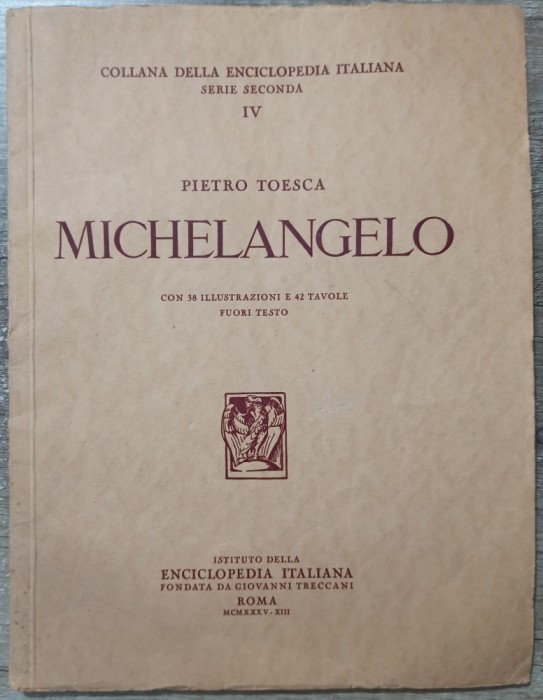 COLLANA DELLA ENCICLOPEDIA ITALIANA
SERIE SECONDA
IV
PIETRO TOESCA
MICHELANGELO
CON 38 ILLUSTRAZIONI E 42 TAVOLE
FUORI TESTO
ISTITUTO DELLA
ENCICLOPEDIA ITALIANA
FONDATA DA GIOVANNI TRECCANI
ROMA
MCMXXXV-XIII